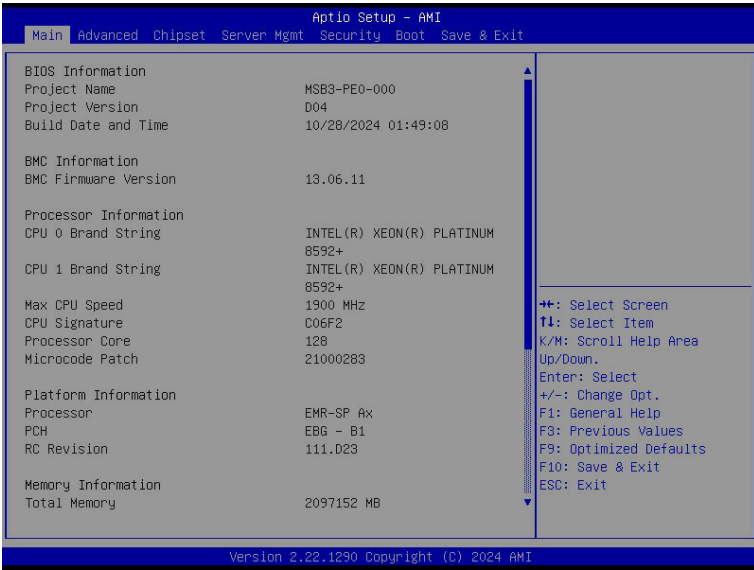 Aptio Setup - AMI
Main Advanced Chipset Server Mgmt Security Boot Save & Exit
BIOS Information
Project Name MSB3-PE0-000
Project Version D04
Build Date and Time 10/28/2024 01:49:08
BMC Information
BMC Firmware Version 13.06.11
Processor Information
CPU 0 Brand String INTEL(R) XEON(R) PLATINUM
8592+
CPU 1 Brand String INTEL(R) XEON(R) PLATINUM
8592+
Max CPU Speed 1900 MHz
CPU Signature C06F2
Processor Core 128
Microcode Patch 21000283
Platform Information
Processor EMR-SP Ax
PCH EBG - B1
RC Revision 111.D23
Memory Information
Total Memory 2097152 MB
→←: Select Screen
↑↓: Select Item
K/M: Scroll Help Area
Up/Down.
Enter: Select
+/-: Change Opt.
F1: General Help
F3: Previous Values
F9: Optimized Defaults
F10: Save & Exit
ESC: Exit
Version 2.22.1290 Copyright (C) 2024 AMI